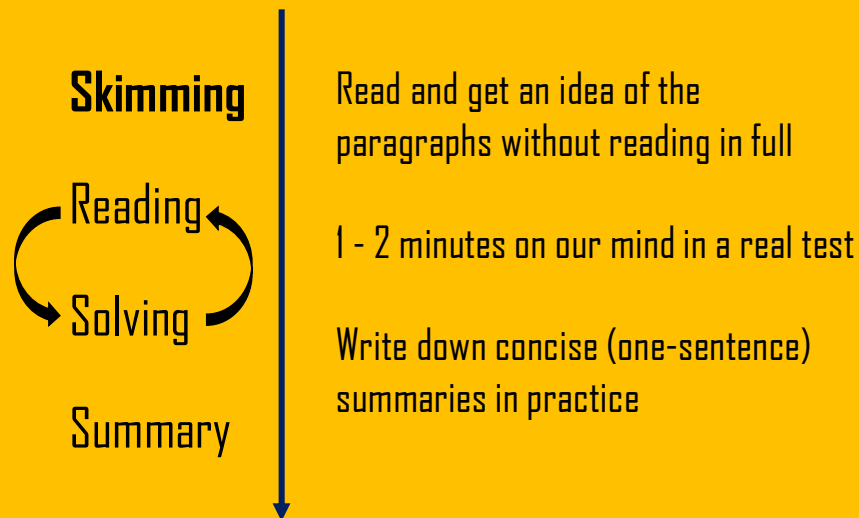 Skimming
Reading
Solving
Summary
Read and get an idea of the
paragraphs without reading in full
1 - 2 minutes on our mind in a real test
Write down concise (one-sentence)
summaries in practice